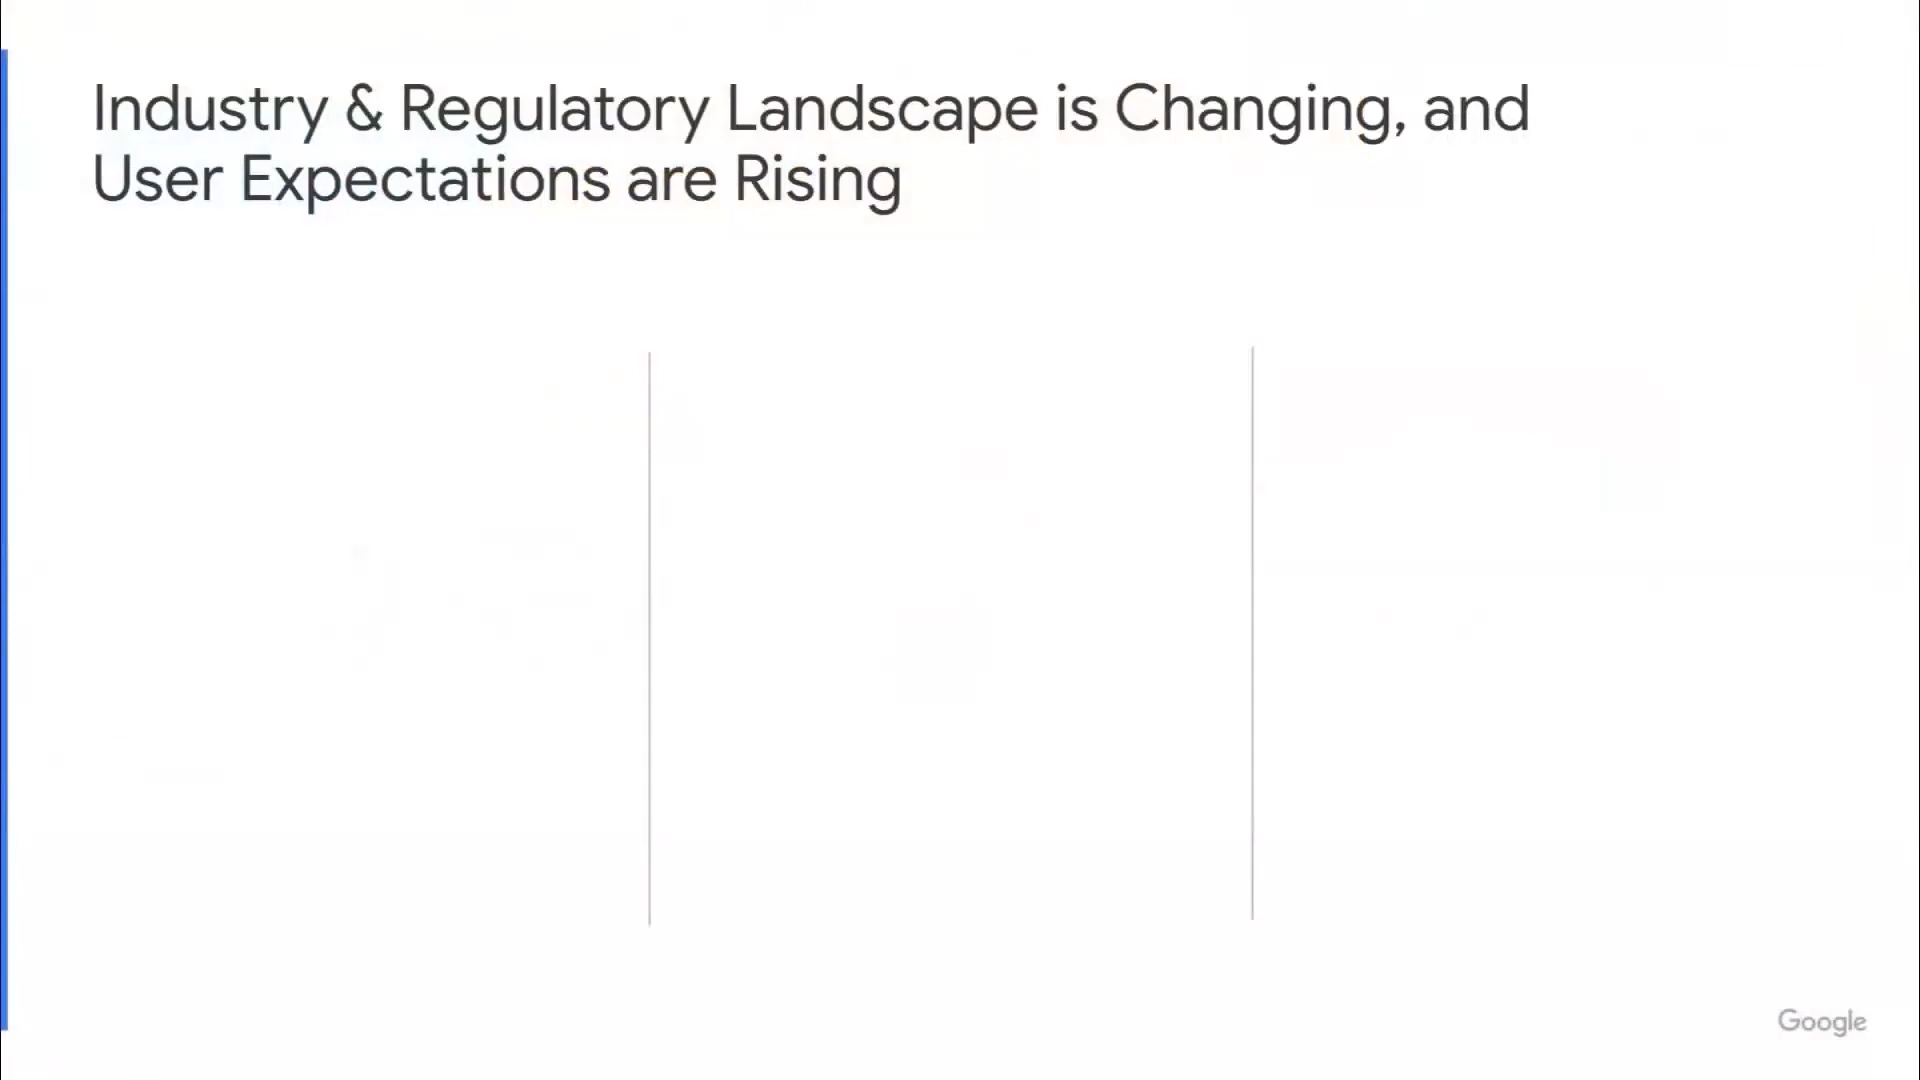 Industry & Regulatory Landscape is Changing, and
User Expectations are Rising
Google